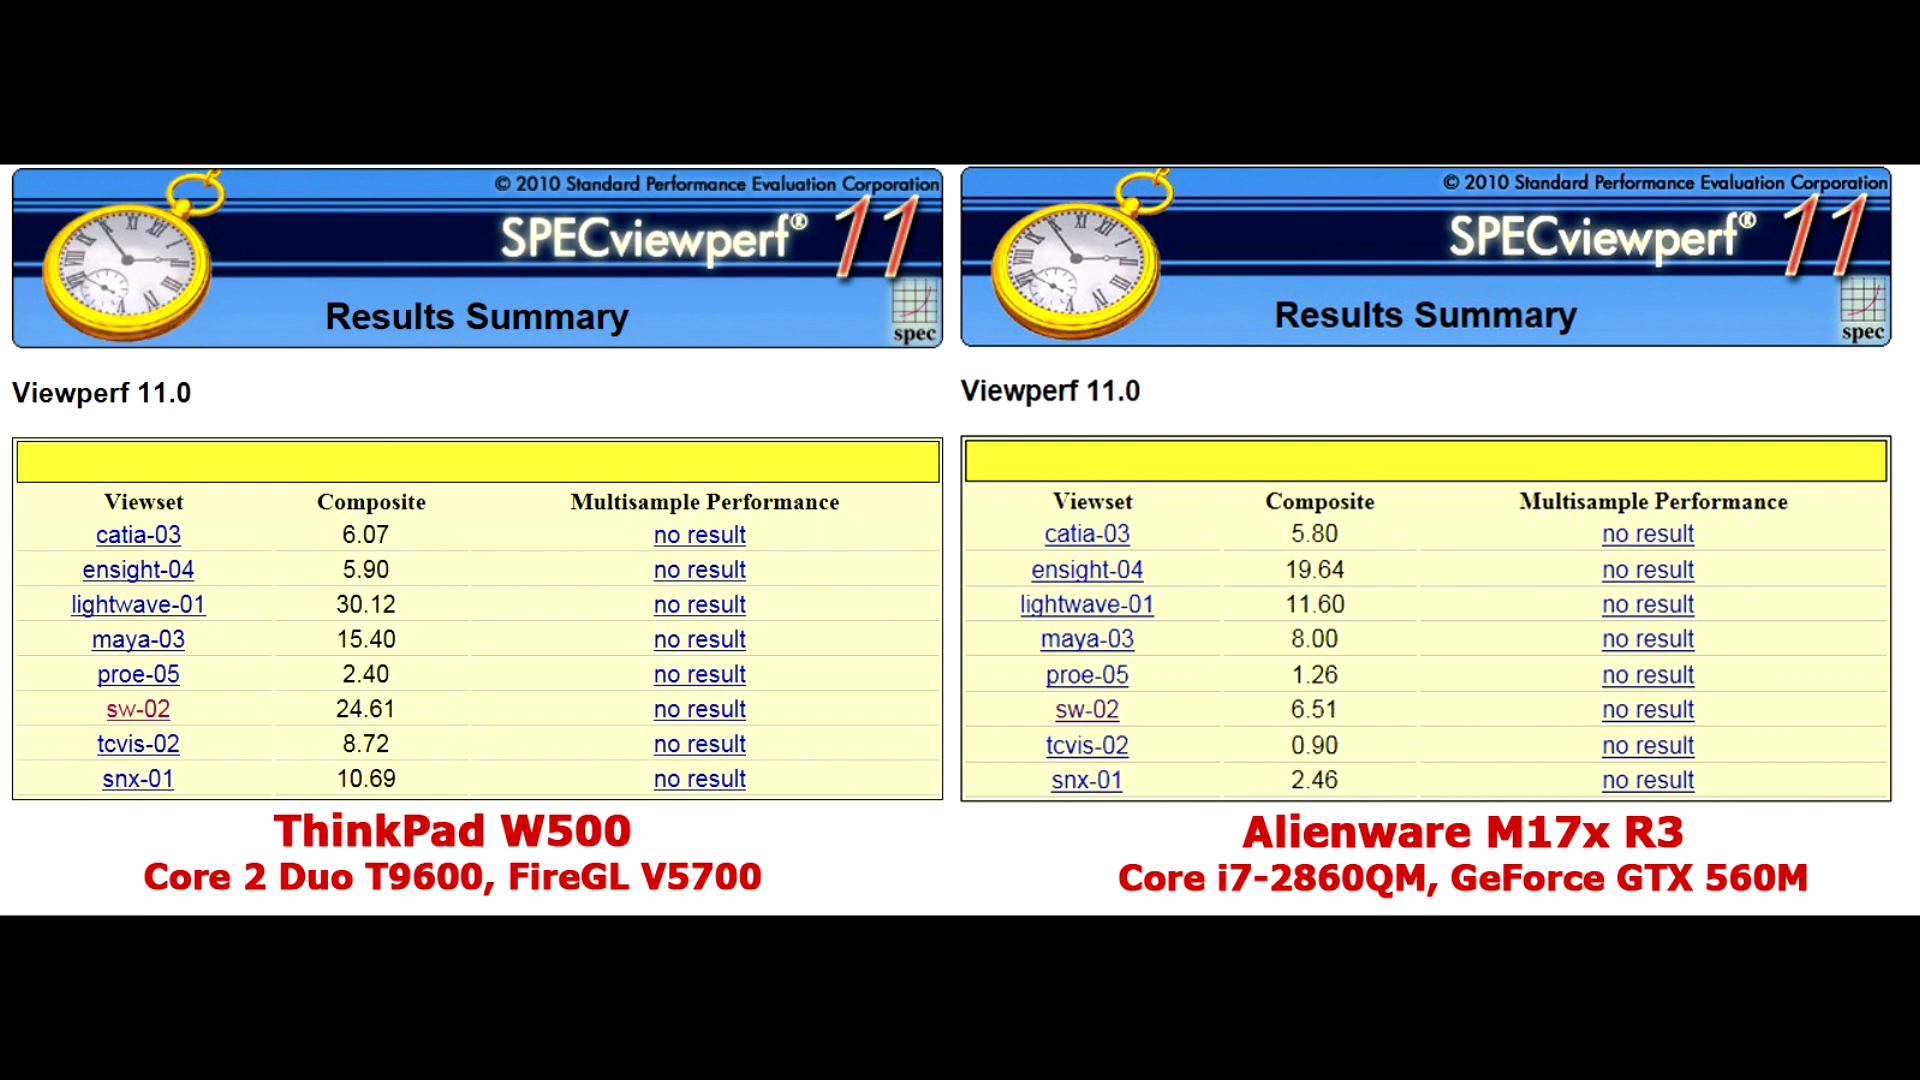 © 2010 Standard Performance Evaluation Corporation
SPECviewperf® 11
Results Summary
spec
Viewperf 11.0
Viewset Composite Multisample Performance
catia-03 6.07 no result
ensight-04 5.90 no result
lightwave-01 30.12 no result
maya-03 15.40 no result
proe-05 2.40 no result
sw-02 24.61 no result
tcvis-02 8.72 no result
snx-01 10.69 no result
ThinkPad W500
Core 2 Duo T9600, FireGL V5700
© 2010 Standard Performance Evaluation Corporation
SPECviewperf® 11
Results Summary
spec
Viewperf 11.0
Viewset Composite Multisample Performance
catia-03 5.80 no result
ensight-04 19.64 no result
lightwave-01 11.60 no result
maya-03 8.00 no result
proe-05 1.26 no result
sw-02 6.51 no result
tcvis-02 0.90 no result
snx-01 2.46 no result
Alienware M17x R3
Core i7-2860QM, GeForce GTX 560M